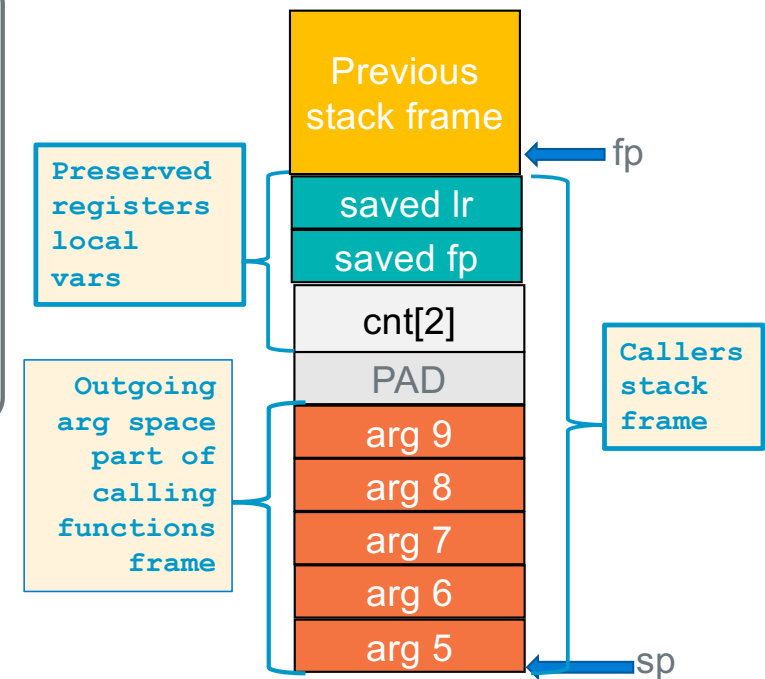 Previous
stack frame
fp
Preserved
registers
local
vars
saved lr
saved fp
cnt[2]
PAD
Callers
stack
frame
Outgoing
arg space
part of
calling
functions
frame
arg 9
arg 8
arg 7
arg 6
arg 5
sp